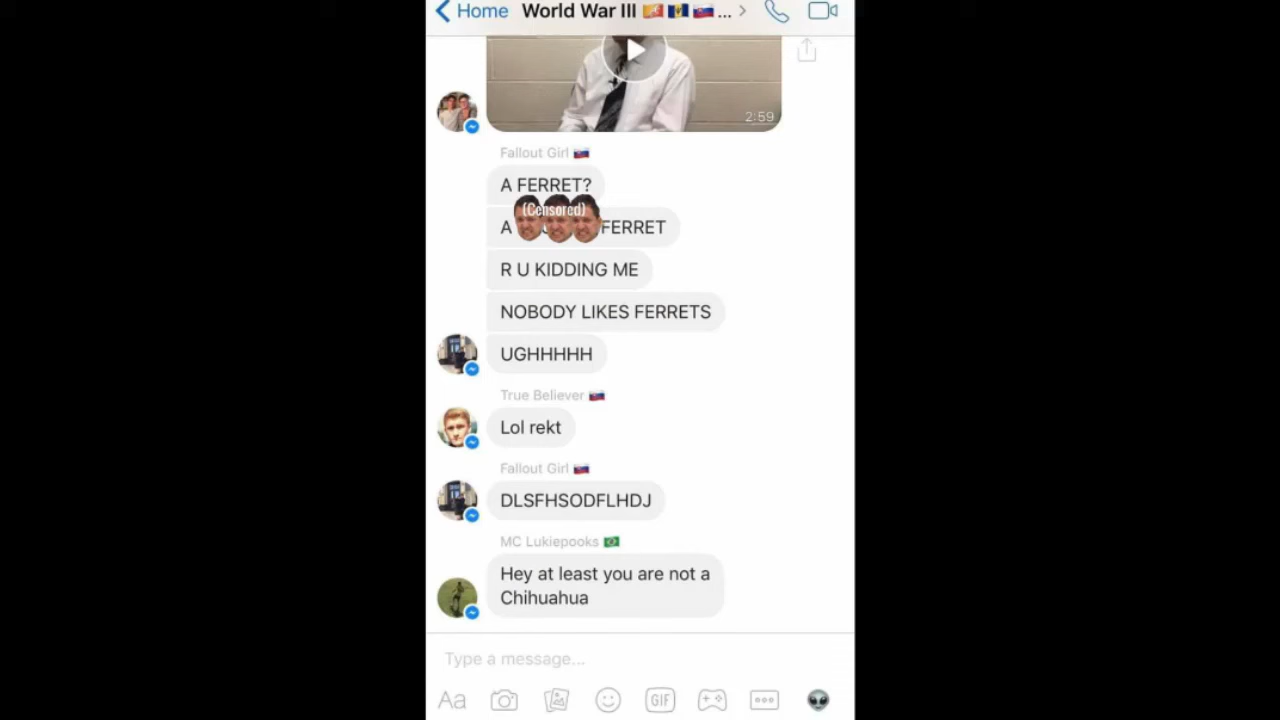 Home World War III 🇧🇹 🇧🇧 🇸🇰 ...
2:59
Fallout Girl 🇸🇰
A FERRET?
(Censored)
A FERRET
R U KIDDING ME
NOBODY LIKES FERRETS
UGHHHHH
True Believer 🇸🇰
Lol rekt
Fallout Girl 🇸🇰
DLSFHSODFLHDJ
MC Lukiepooks 🇧🇷
Hey at least you are not a
Chihuahua
Type a message...
Aa GIF